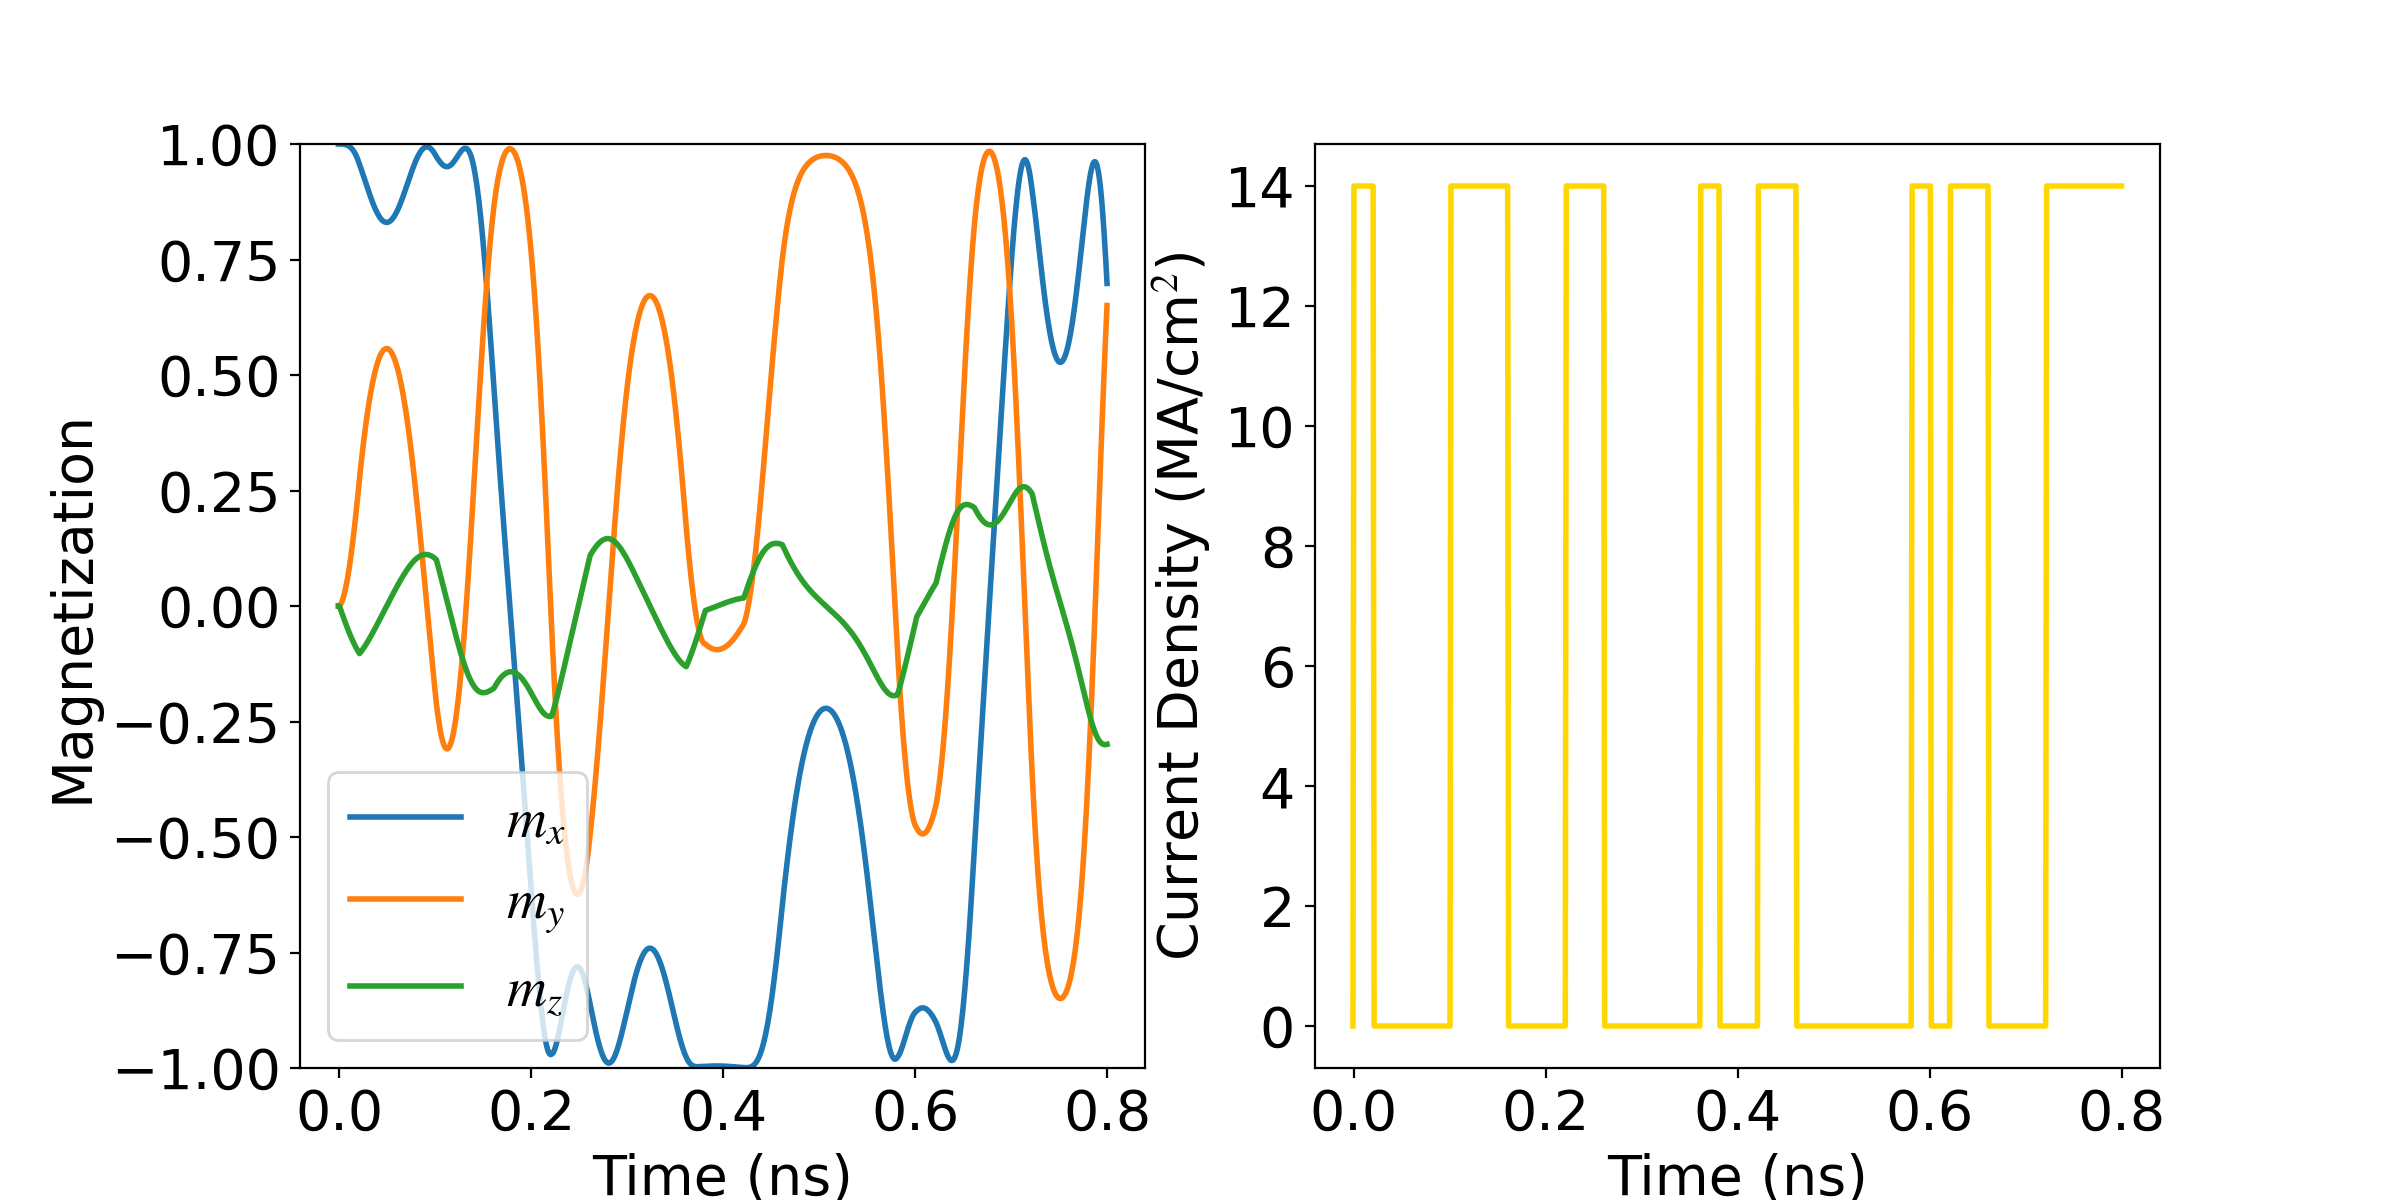 Magnetization
1.00
0.75
0.50
0.25
0.00
−0.25
−0.50
−0.75
−1.00
m_x
m_y
m_z
0.0 0.2 0.4 0.6 0.8
Time (ns)
Current Density (MA/cm²)
14
12
10
8
6
4
2
0
0.0 0.2 0.4 0.6 0.8
Time (ns)